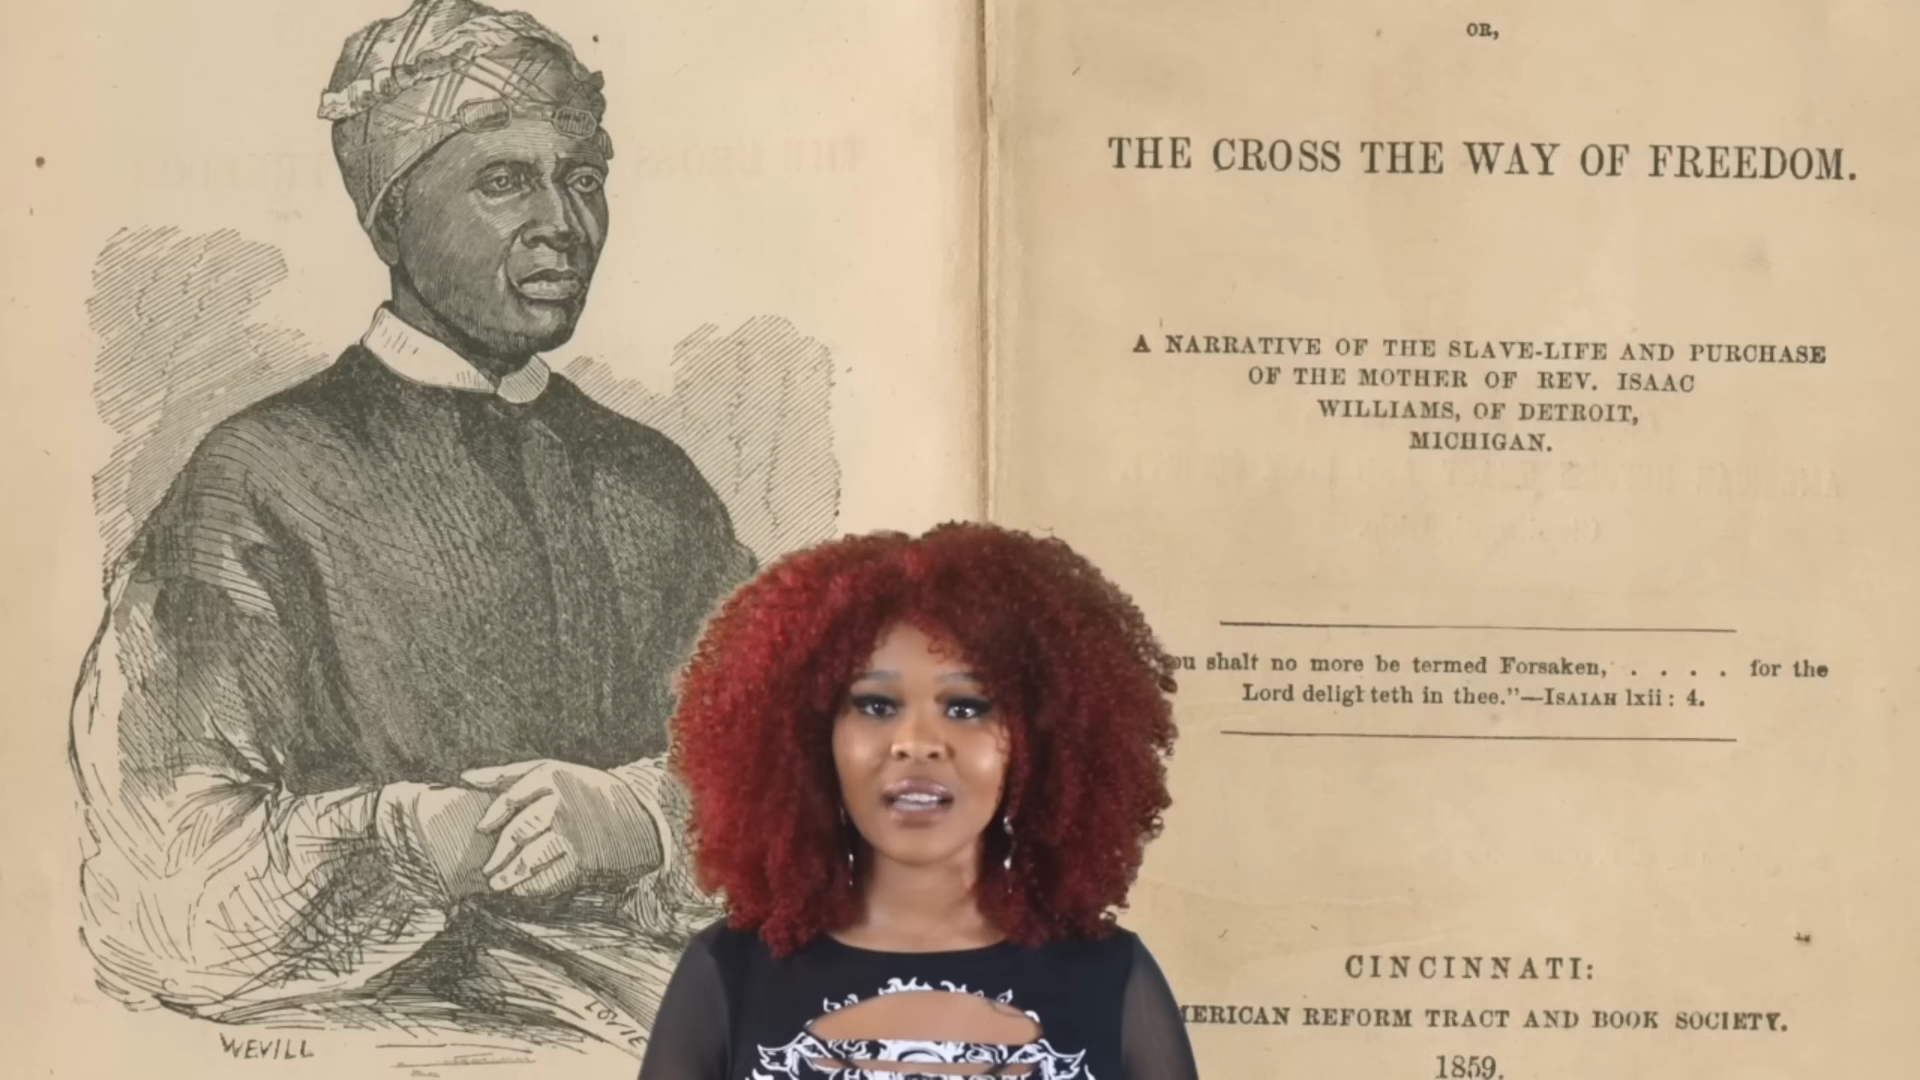 OR,
THE CROSS THE WAY OF FREEDOM.
A NARRATIVE OF THE SLAVE-LIFE AND PURCHASE
OF THE MOTHER OF REV. ISAAC
WILLIAMS, OF DETROIT,
MICHIGAN.
ou shalt no more be termed Forsaken, . . . . for the
Lord delighteth in thee."—ISAIAH lxii: 4.
CINCINNATI:
MERICAN REFORM TRACT AND BOOK SOCIETY.
1859.
WEVILL
LOVIE